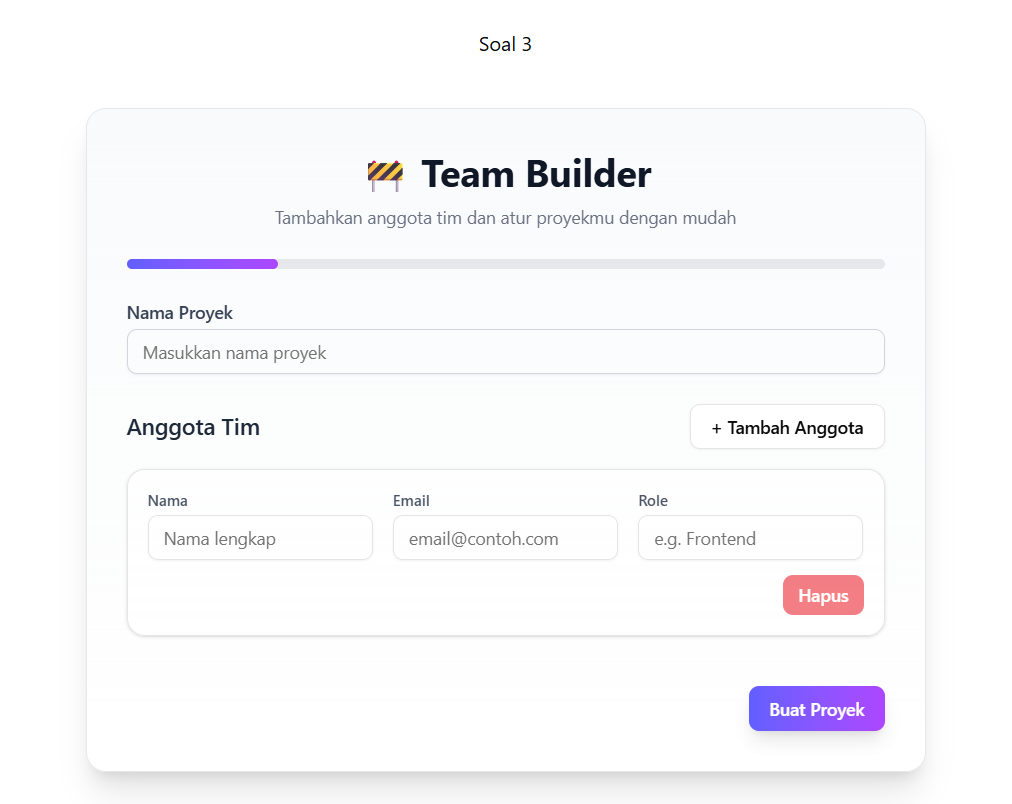 Soal 3
🚧 Team Builder
Tambahkan anggota tim dan atur proyekmu dengan mudah
Nama Proyek
Masukkan nama proyek
Anggota Tim
+ Tambah Anggota
Nama Email Role
Nama lengkap email@contoh.com e.g. Frontend
Hapus
Buat Proyek